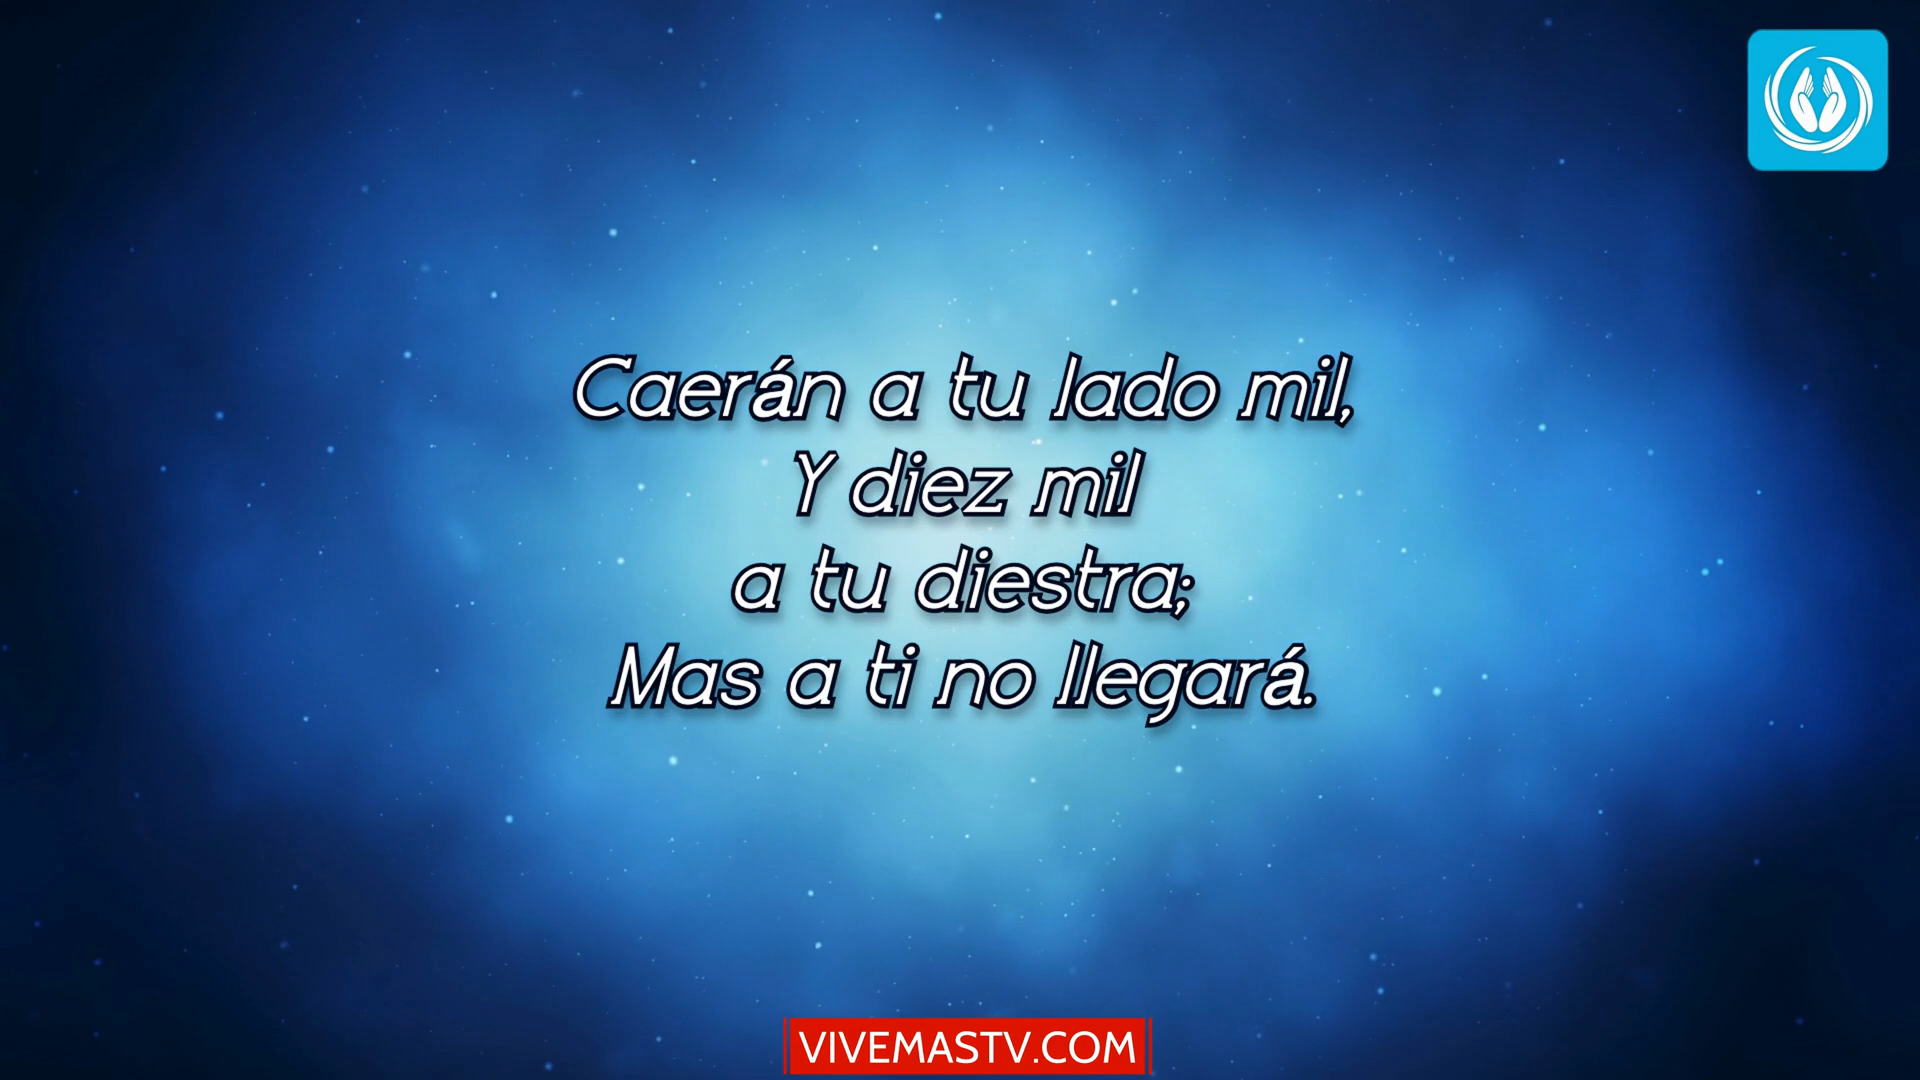 Caerán a tu lado mil,
Y diez mil
a tu diestra;
Mas a ti no llegará.
VIVEMASTV.COM